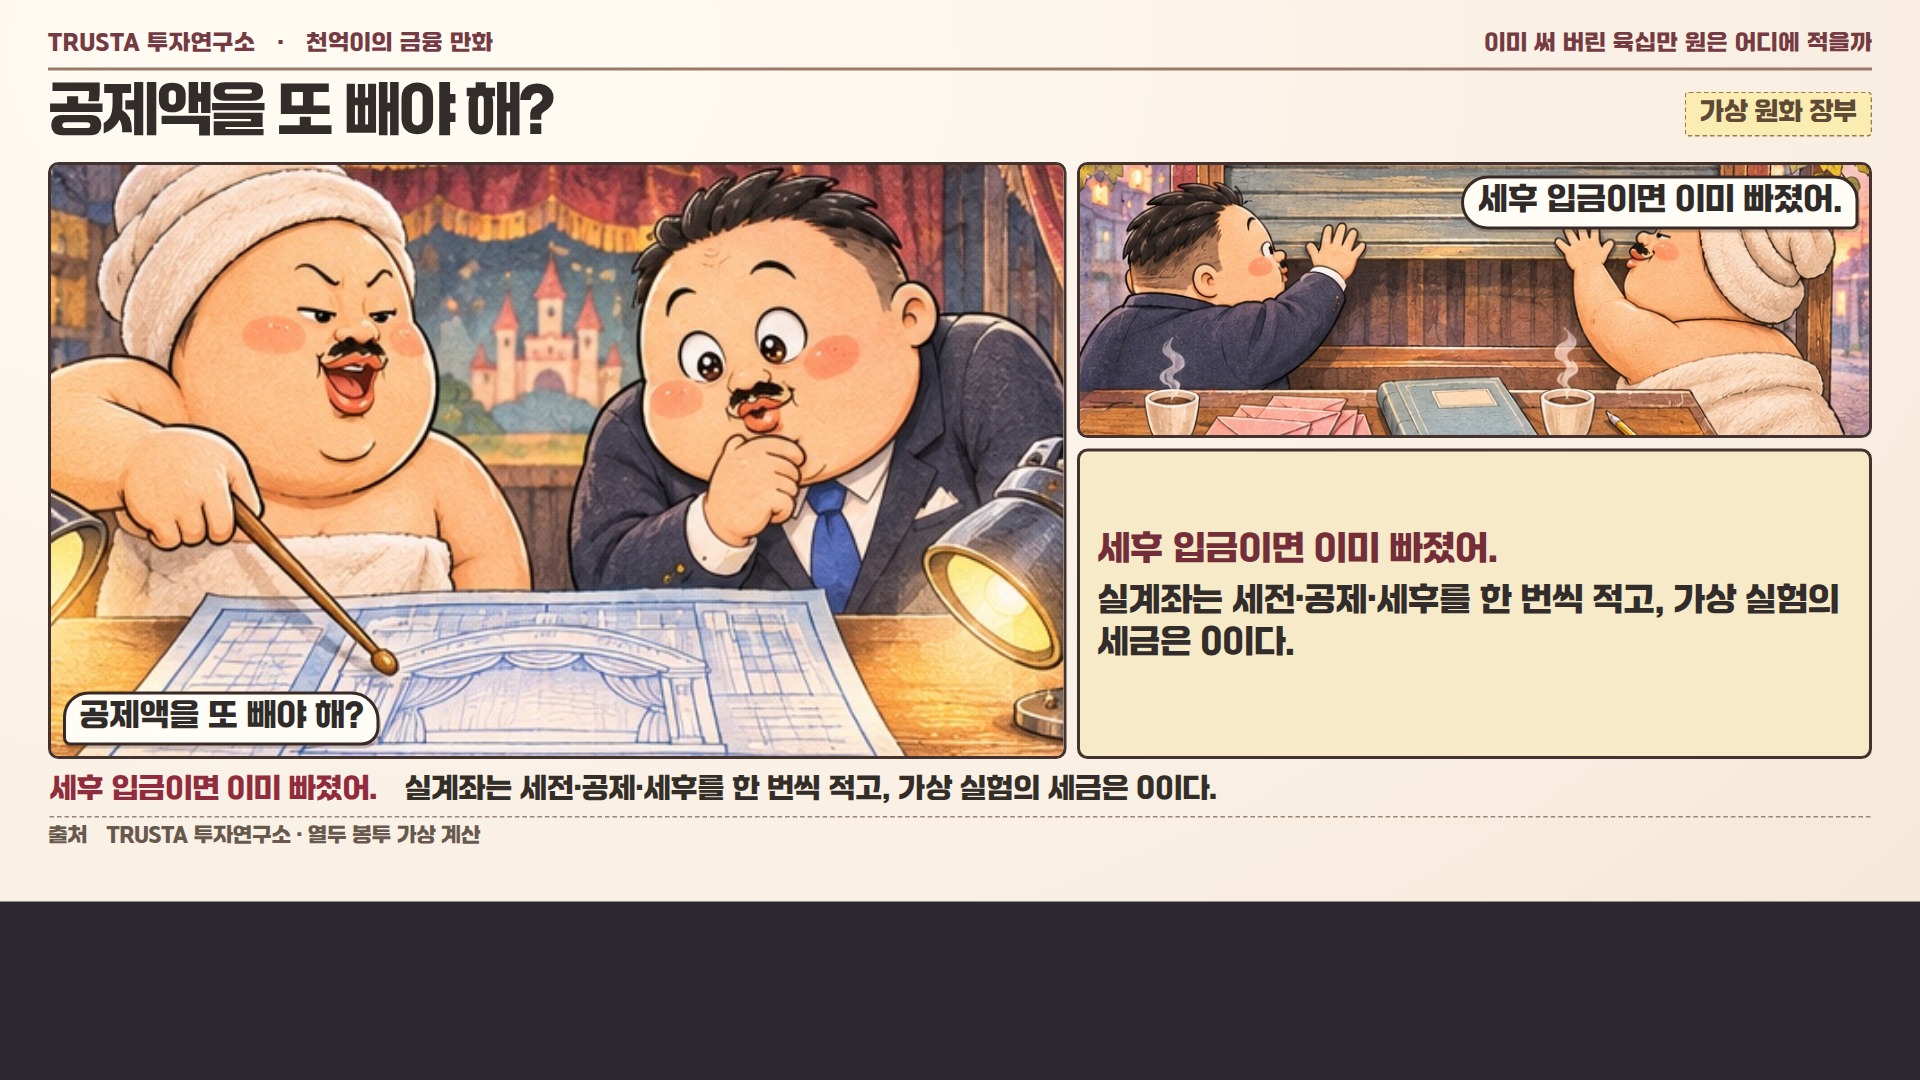 TRUSTA 투자연구소 · 천억이의 금융 만화
이미 써 버린 육십만 원은 어디에 적을까
공제액을 또 빼야 해?
가상 원화 장부
세후 입금이면 이미 빠졌어.
공제액을 또 빼야 해?
세후 입금이면 이미 빠졌어.
실계좌는 세전·공제·세후를 한 번씩 적고, 가상 실험의
세금은 0이다.
세후 입금이면 이미 빠졌어. 실계좌는 세전·공제·세후를 한 번씩 적고, 가상 실험의 세금은 0이다.
출처 TRUSTA 투자연구소 · 열두 봉투 가상 계산